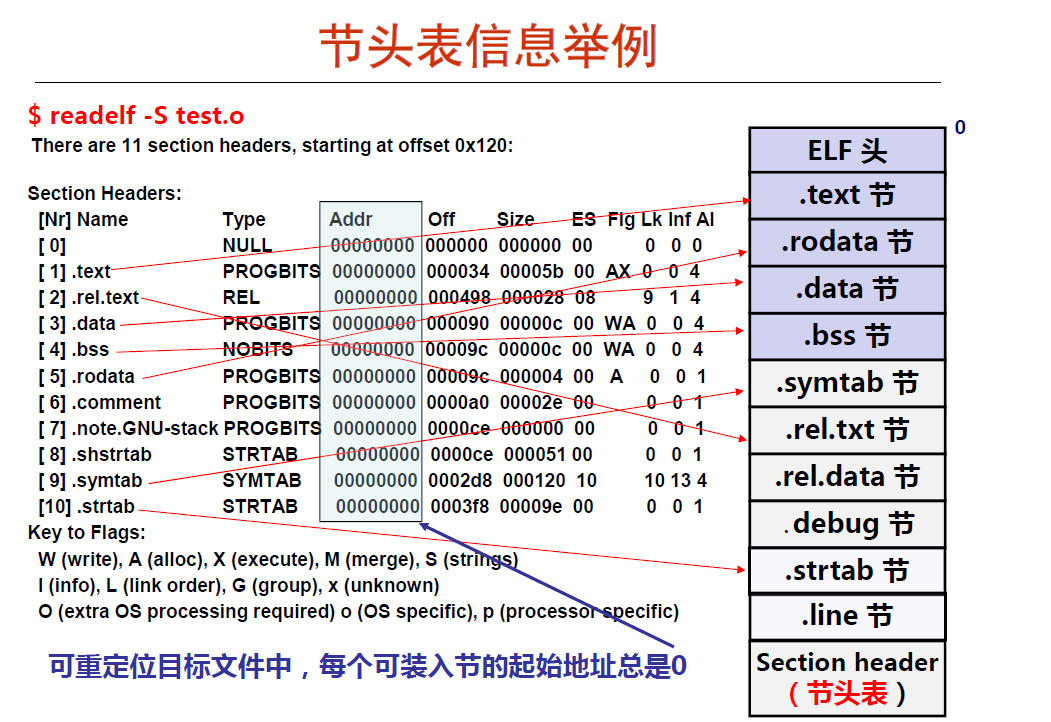 节头表信息举例
$ readelf -S test.o
There are 11 section headers, starting at offset 0x120:
Section Headers:
[Nr] Name Type Addr Off Size ES Flg Lk Inf Al
[ 0] NULL 00000000 000000 000000 00 0 0 0
[ 1] .text PROGBITS 00000000 000034 00005b 00 AX 0 0 4
[ 2] .rel.text REL 00000000 000498 000028 08 9 1 4
[ 3] .data PROGBITS 00000000 000090 00000c 00 WA 0 0 4
[ 4] .bss NOBITS 00000000 00009c 00000c 00 WA 0 0 4
[ 5] .rodata PROGBITS 00000000 00009c 000004 00 A 0 0 1
[ 6] .comment PROGBITS 00000000 0000a0 00002e 00 0 0 1
[ 7] .note.GNU-stack PROGBITS 00000000 0000ce 000000 00 0 0 1
[ 8] .shstrtab STRTAB 00000000 0000ce 000051 00 0 0 1
[ 9] .symtab SYMTAB 00000000 0002d8 000120 10 10 13 4
[10] .strtab STRTAB 00000000 0003f8 00009e 00 0 0 1
Key to Flags:
W (write), A (alloc), X (execute), M (merge), S (strings)
I (info), L (link order), G (group), x (unknown)
O (extra OS processing required) o (OS specific), p (processor specific)
可重定位目标文件中，每个可装入节的起始地址总是0
0
ELF 头
.text 节
.rodata 节
.data 节
.bss 节
.symtab 节
.rel.txt 节
.rel.data 节
.debug 节
.strtab 节
.line 节
Section header
（节头表）